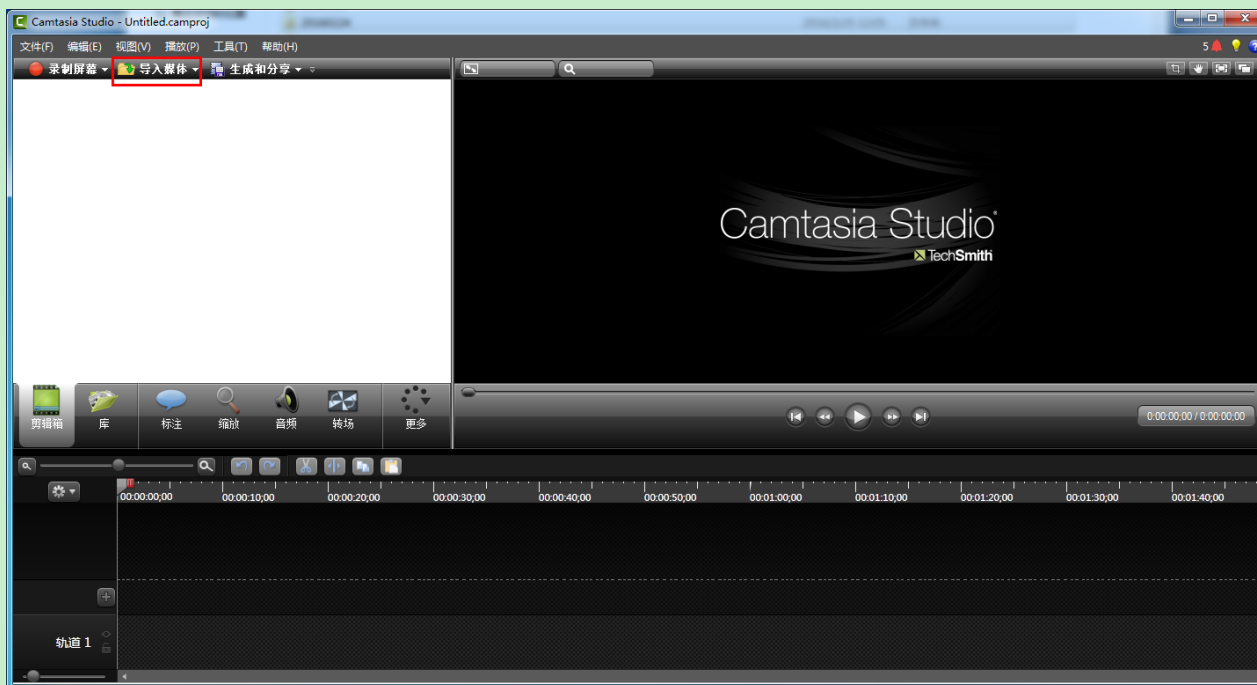 Camtasia Studio - Untitled.camproj
文件(F) 编辑(E) 视图(V) 播放(P) 工具(T) 帮助(H)
5
录制屏幕 导入媒体 生成和分享
Camtasia Studio
TechSmith
剪辑箱 库 标注 缩放 音频 转场 更多
0:00:00;00 / 0:00:00;00
00:00:00;00 00:00:10;00 00:00:20;00 00:00:30;00 00:00:40;00 00:00:50;00 00:01:00;00 00:01:10;00 00:01:20;00 00:01:30;00 00:01:40;00
轨道 1